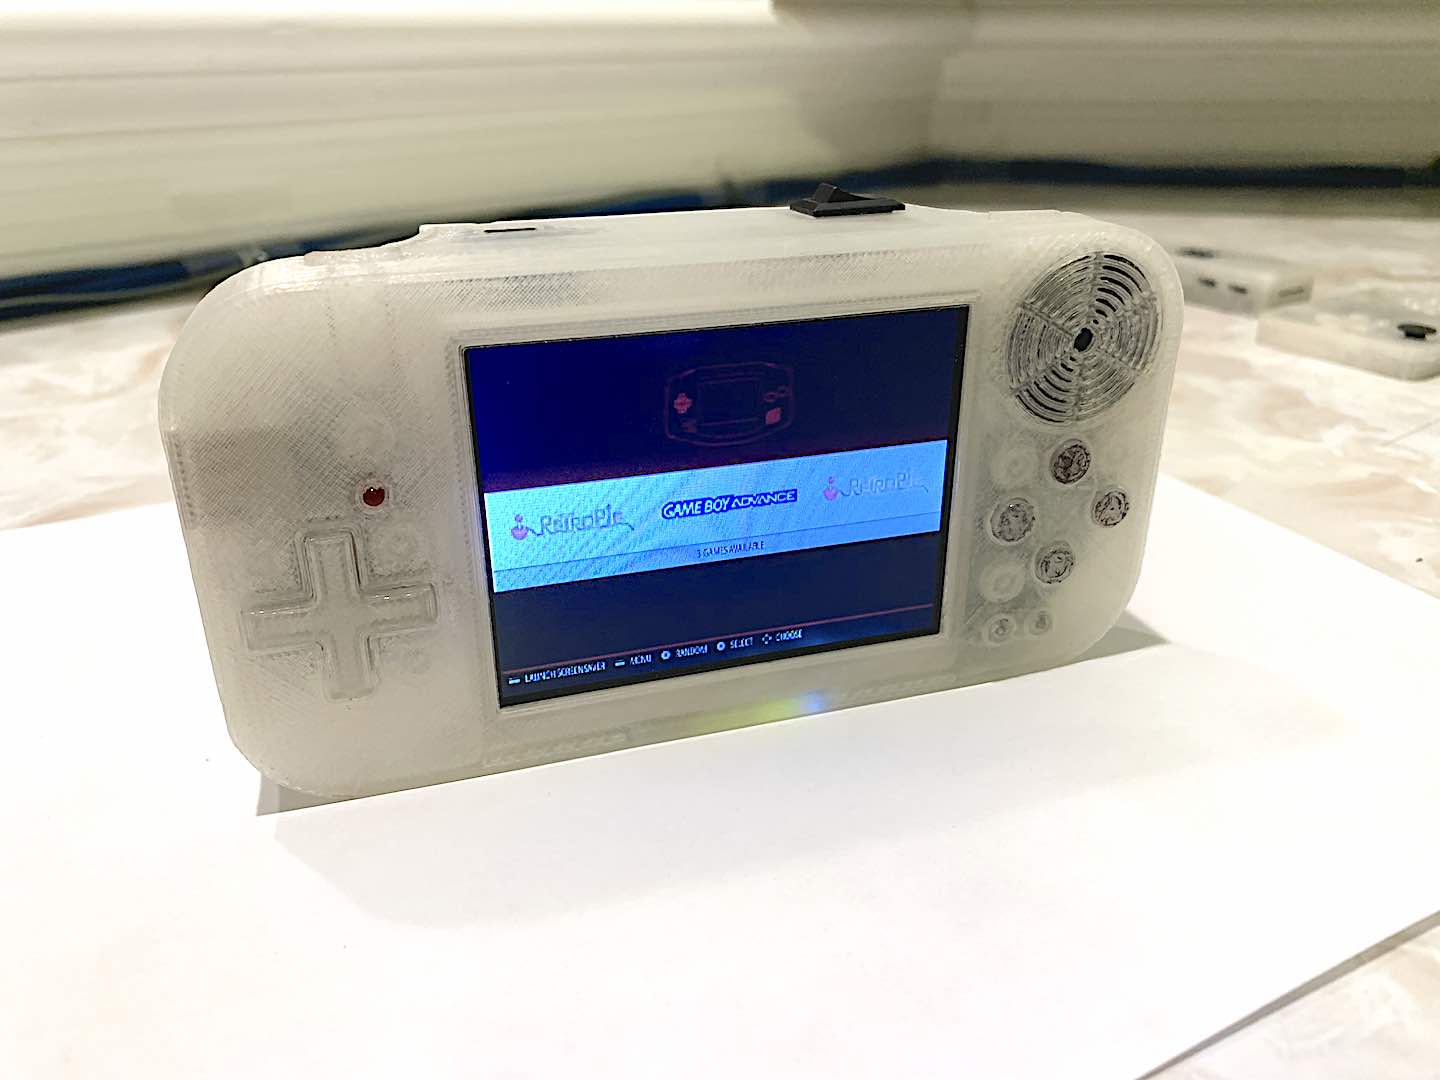 RetroPie GAME BOY ADVANCE RetroPie
3 GAMES AVAILABLE
LAUNCH SCREENSAVER MENU RANDOM SELECT CHOOSE